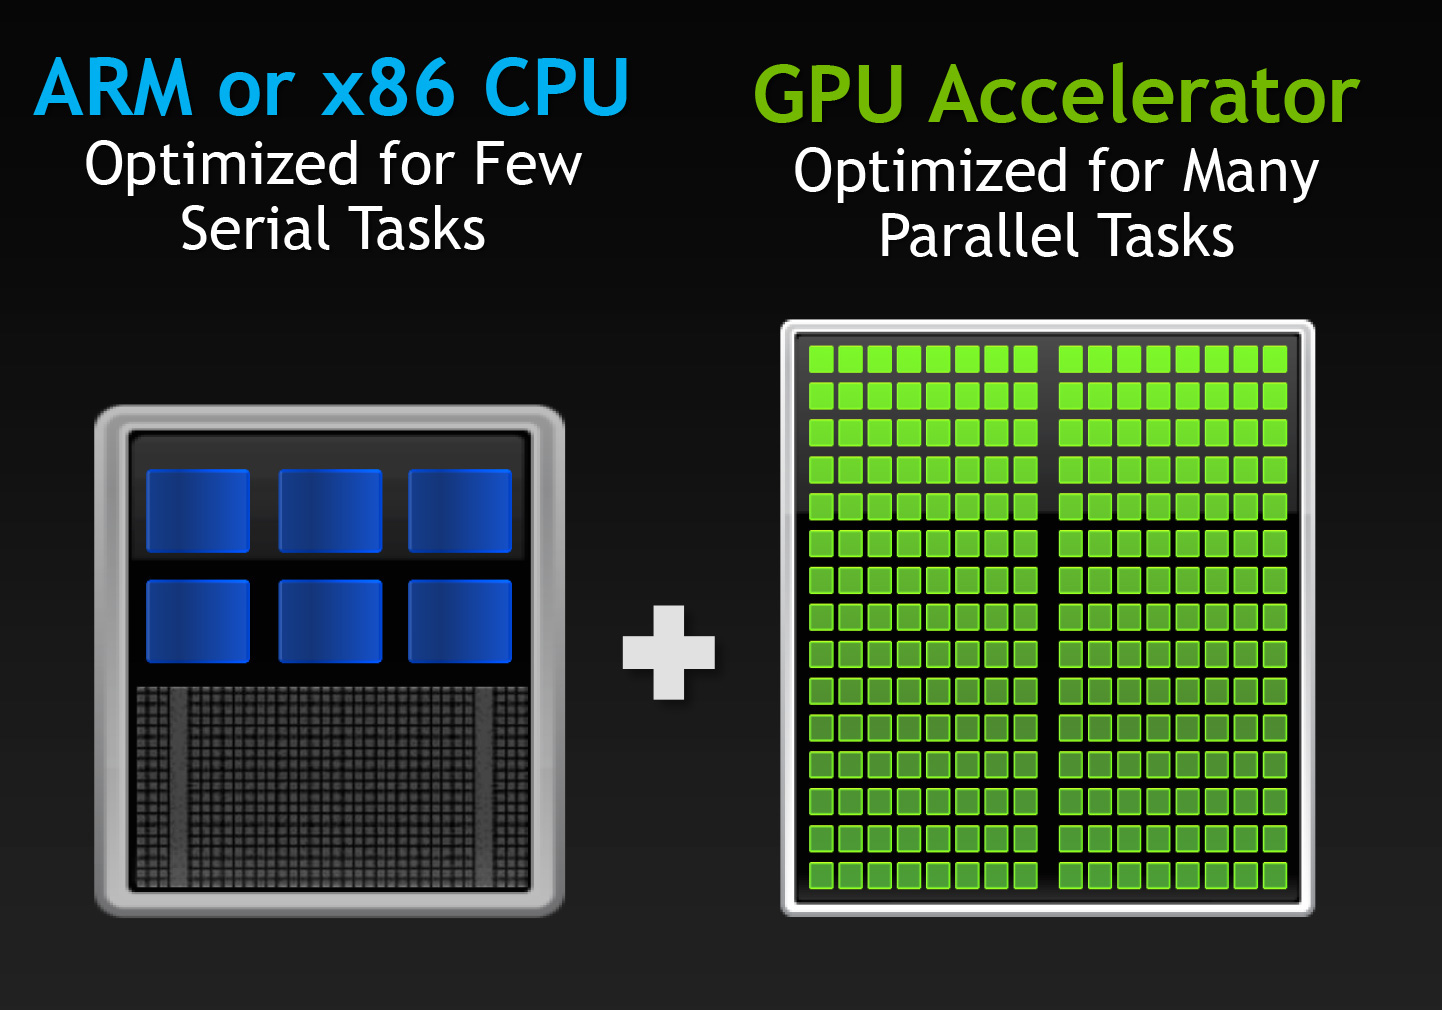 ARM or x86 CPU
Optimized for Few
Serial Tasks
GPU Accelerator
Optimized for Many
Parallel Tasks